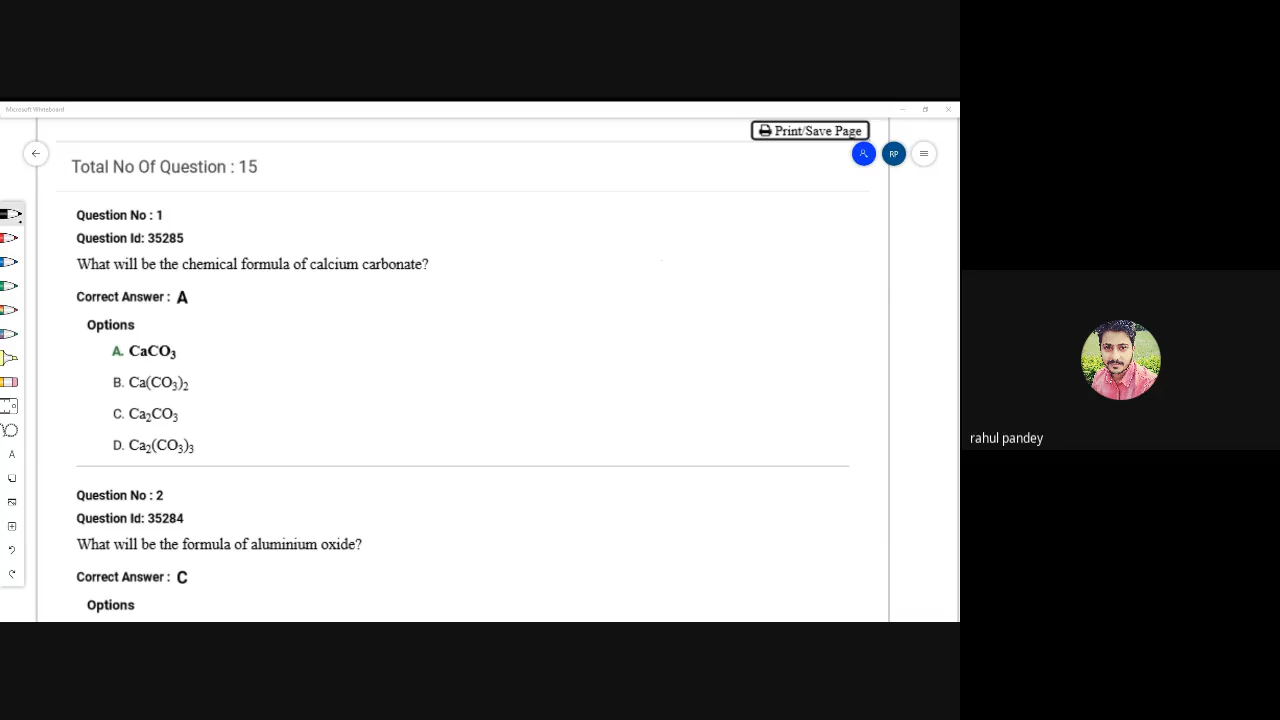 Microsoft Whiteboard
Print/Save Page
RP
Total No Of Question : 15
Question No : 1
Question Id: 35285
What will be the chemical formula of calcium carbonate?
Correct Answer : A
Options
A. CaCO₃
B. Ca(CO₃)₂
C. Ca₂CO₃
D. Ca₂(CO₃)₃
Question No : 2
Question Id: 35284
What will be the formula of aluminium oxide?
Correct Answer : C
Options
rahul pandey